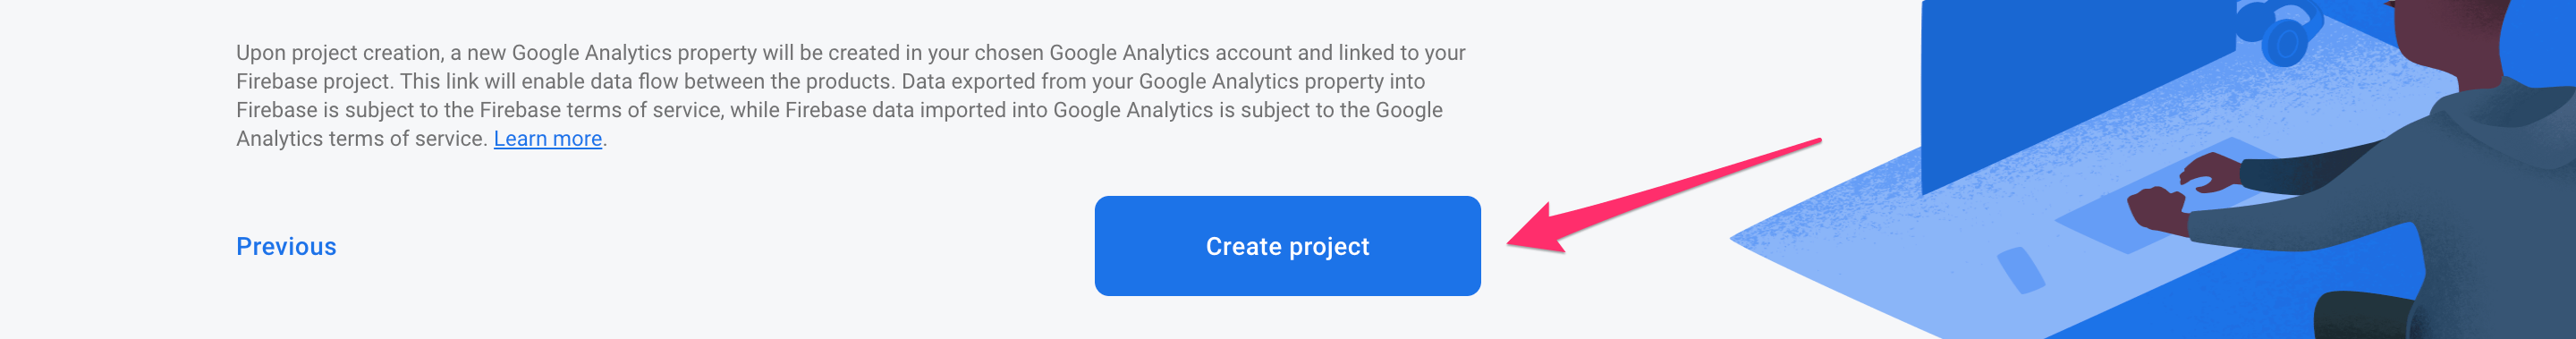 Upon project creation, a new Google Analytics property will be created in your chosen Google Analytics account and linked to your
Firebase project. This link will enable data flow between the products. Data exported from your Google Analytics property into
Firebase is subject to the Firebase terms of service, while Firebase data imported into Google Analytics is subject to the Google
Analytics terms of service. Learn more.
Previous
Create project